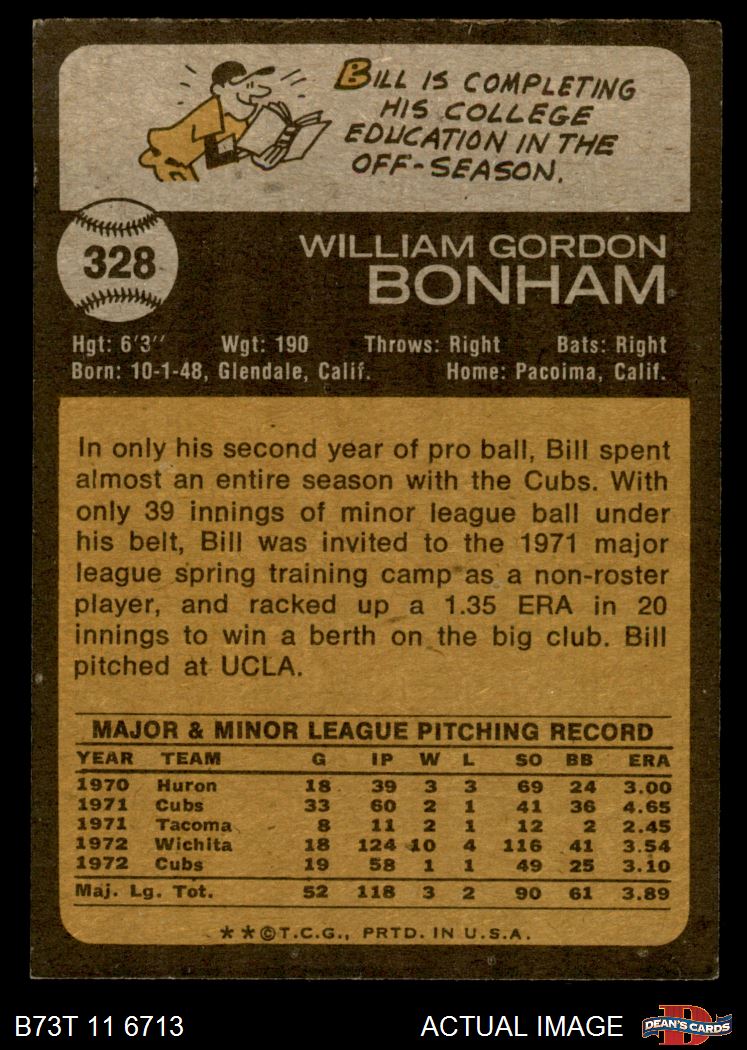 BILL IS COMPLETING
HIS COLLEGE
EDUCATION IN THE
OFF-SEASON.
328
WILLIAM GORDON
BONHAM
Hgt: 6'3" Wgt: 190 Throws: Right Bats: Right
Born: 10-1-48, Glendale, Calif. Home: Pacoima, Calif.
In only his second year of pro ball, Bill spent
almost an entire season with the Cubs. With
only 39 innings of minor league ball under
his belt, Bill was invited to the 1971 major
league spring training camp as a non-roster
player, and racked up a 1.35 ERA in 20
innings to win a berth on the big club. Bill
pitched at UCLA.
MAJOR & MINOR LEAGUE PITCHING RECORD
YEAR TEAM G IP W L SO BB ERA
1970 Huron 18 39 3 3 69 24 3.00
1971 Cubs 33 60 2 1 41 36 4.65
1971 Tacoma 8 11 2 1 12 2 2.45
1972 Wichita 18 124 10 4 116 41 3.54
1972 Cubs 19 58 1 1 49 25 3.10
Maj. Lg. Tot. 52 118 3 2 90 61 3.89
★★©T.C.G., PRTD. IN U.S.A.
B73T 11 6713 ACTUAL IMAGE D DEAN'S CARDS